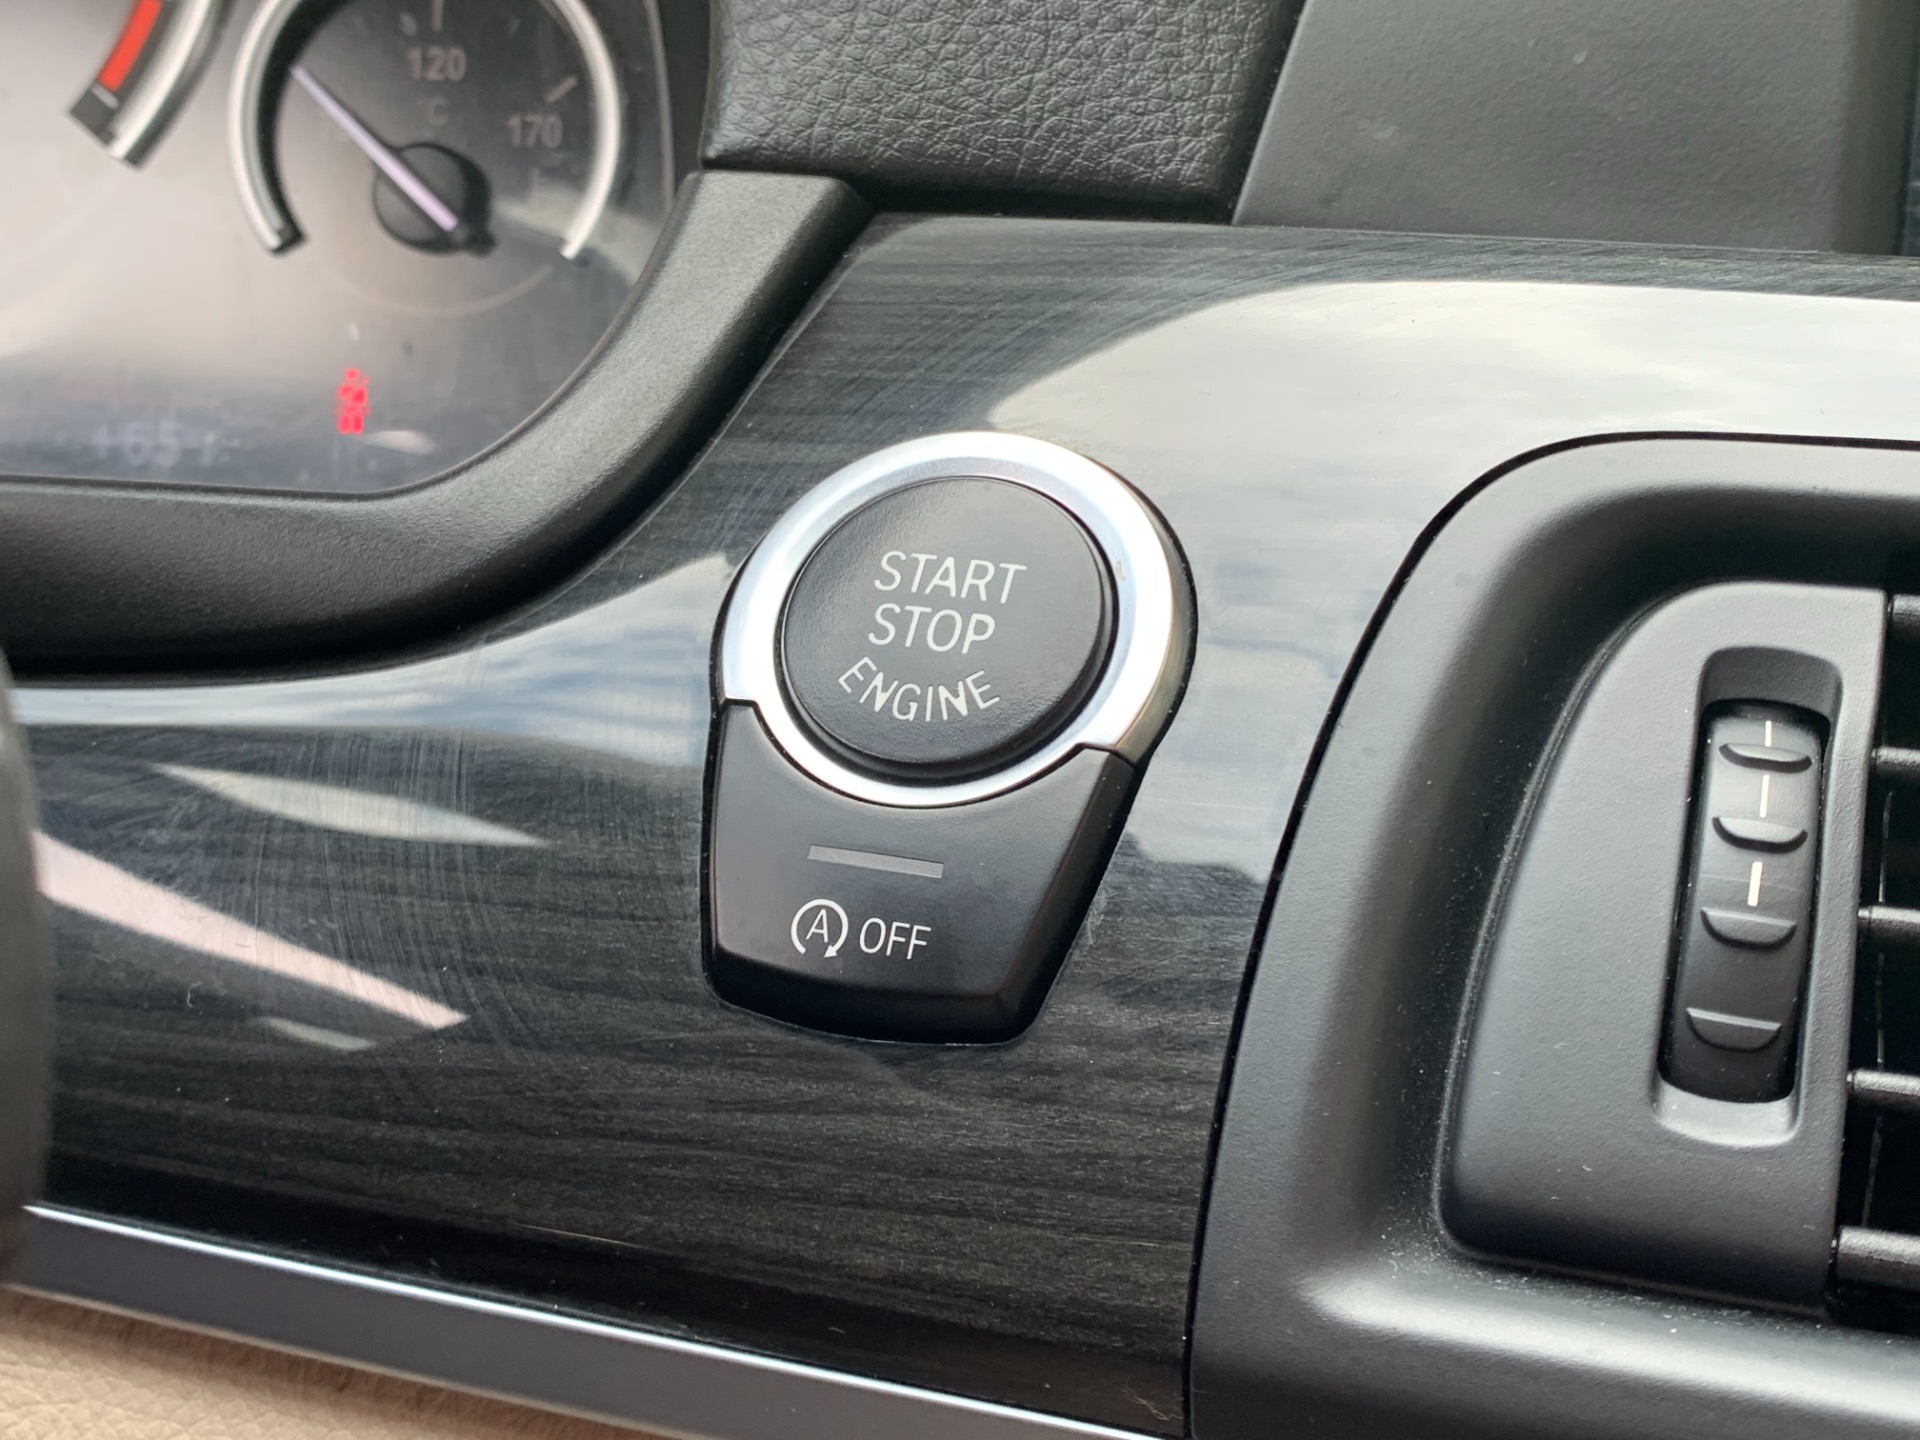 120
°C
170
START
STOP
ENGINE
A OFF